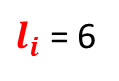 lᵢ = 6